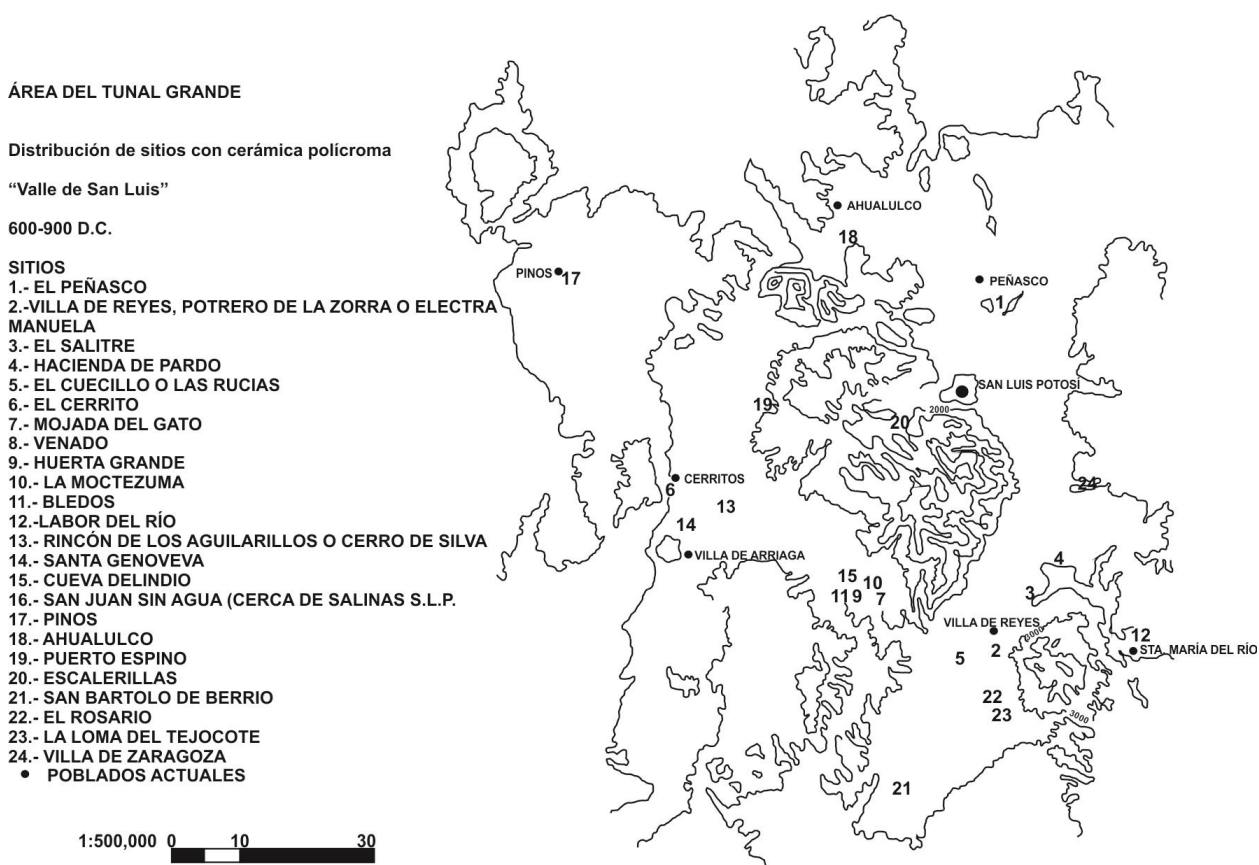 ÁREA DEL TUNAL GRANDE
Distribución de sitios con cerámica polícroma
“Valle de San Luis”
600-900 D.C.
SITIOS
1.- EL PEÑASCO
2.-VILLA DE REYES, POTRERO DE LA ZORRA O ELECTRA
MANUELA
3.- EL SALITRE
4.- HACIENDA DE PARDO
5.- EL CUECILLO O LAS RUCIAS
6.- EL CERRITO
7.- MOJADA DEL GATO
8.- VENADO
9.- HUERTA GRANDE
10.- LA MOCTEZUMA
11.- BLEDOS
12.-LABOR DEL RÍO
13.- RINCÓN DE LOS AGUILARILLOS O CERRO DE SILVA
14.- SANTA GENOVEVA
15.- CUEVA DELINDIO
16.- SAN JUAN SIN AGUA (CERCA DE SALINAS S.L.P.
17.- PINOS
18.- AHUALULCO
19.- PUERTO ESPINO
20.- ESCALERILLAS
21.- SAN BARTOLO DE BERRIO
22.- EL ROSARIO
23.- LA LOMA DEL TEJOCOTE
24.- VILLA DE ZARAGOZA
● POBLADOS ACTUALES
1:500,000 0 10 30
AHUALULCO
18
PINOS 17
PEÑASCO
1
SAN LUIS POTOSÍ
2000
19
20
CERRITOS
6
13
24
14
VILLA DE ARRIAGA
4
15 10
11 9 7
3
VILLA DE REYES
3000
2
12
STA. MARÍA DEL RÍO
5
22
23
3000
21